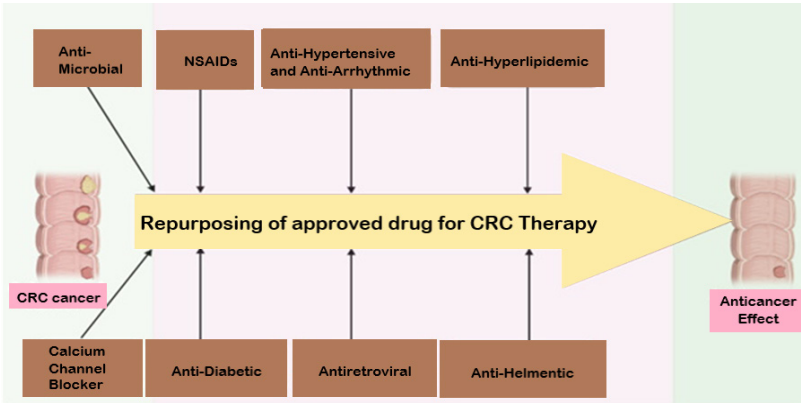 Anti-
Microbial
NSAIDs
Anti-Hypertensive
and Anti-Arrhythmic
Anti-Hyperlipidemic
Repurposing of approved drug for CRC Therapy
CRC cancer
Anticancer
Effect
Calcium
Channel
Blocker
Anti-Diabetic
Antiretroviral
Anti-Helmentic